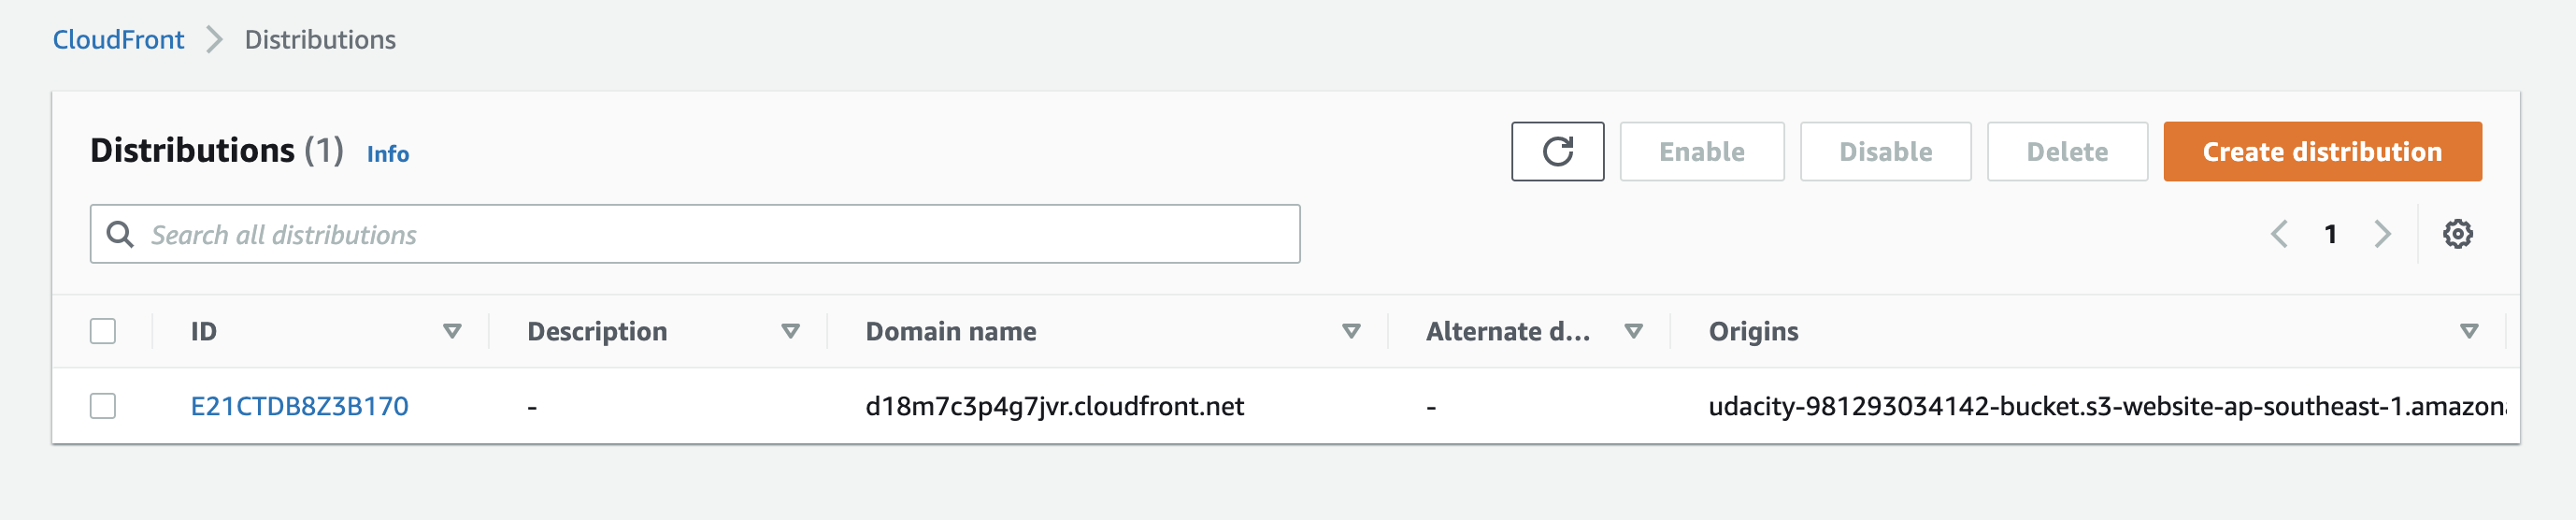 CloudFront > Distributions
Distributions (1) Info
Enable Disable Delete Create distribution
Search all distributions
1
ID Description Domain name Alternate d... Origins
E21CTDB8Z3B170 - d18m7c3p4g7jvr.cloudfront.net - udacity-981293034142-bucket.s3-website-ap-southeast-1.amazon